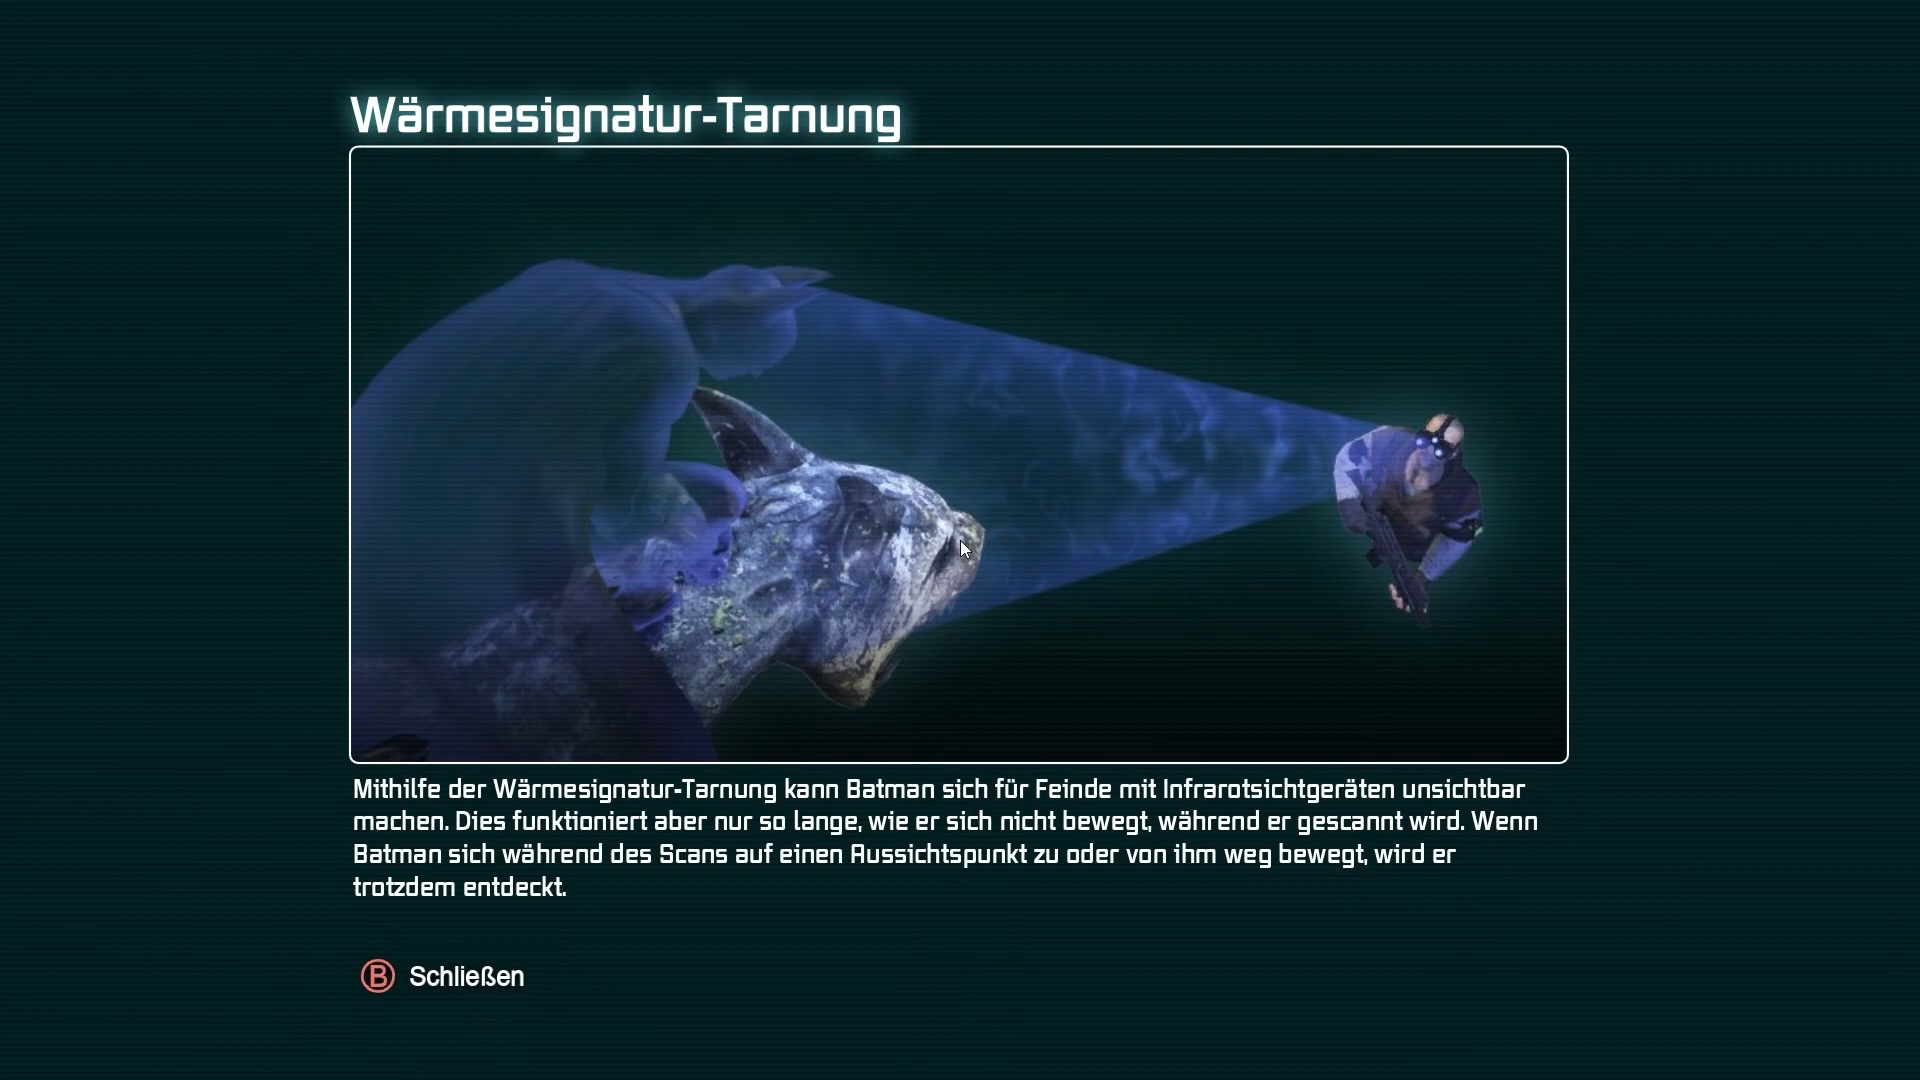 Wärmesignatur-Tarnung
Mithilfe der Wärmesignatur-Tarnung kann Batman sich für Feinde mit Infrarotsichtgeräten unsichtbar
machen. Dies funktioniert aber nur so lange, wie er sich nicht bewegt, während er gescannt wird. Wenn
Batman sich während des Scans auf einen Aussichtspunkt zu oder von ihm weg bewegt, wird er
trotzdem entdeckt.
B Schließen